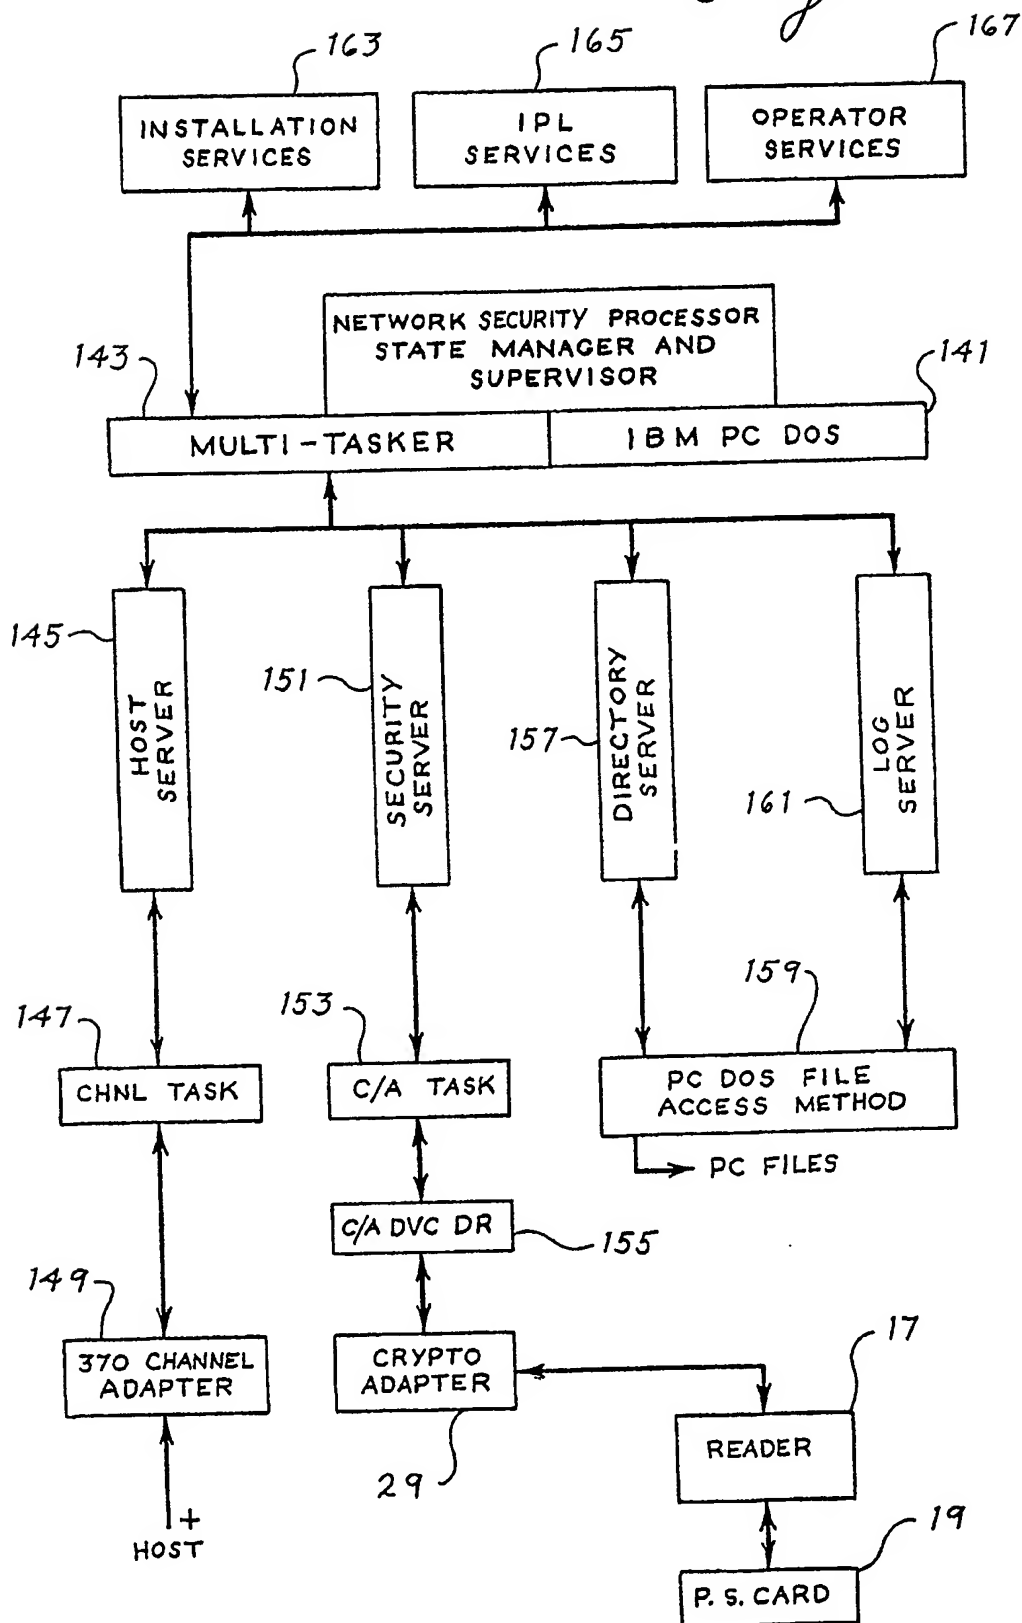 163
165
167
INSTALLATION
SERVICES
IPL
SERVICES
OPERATOR
SERVICES
NETWORK SECURITY PROCESSOR
STATE MANAGER AND
SUPERVISOR
143
141
MULTI-TASKER
IBM PC DOS
145
HOST
SERVER
151
SECURITY
SERVER
157
DIRECTORY
SERVER
161
LOG
SERVER
147
CHNL TASK
153
C/A TASK
159
PC DOS FILE
ACCESS METHOD
PC FILES
C/A DVC DR
155
149
370 CHANNEL
ADAPTER
CRYPTO
ADAPTER
29
17
READER
+
HOST
19
P. S. CARD